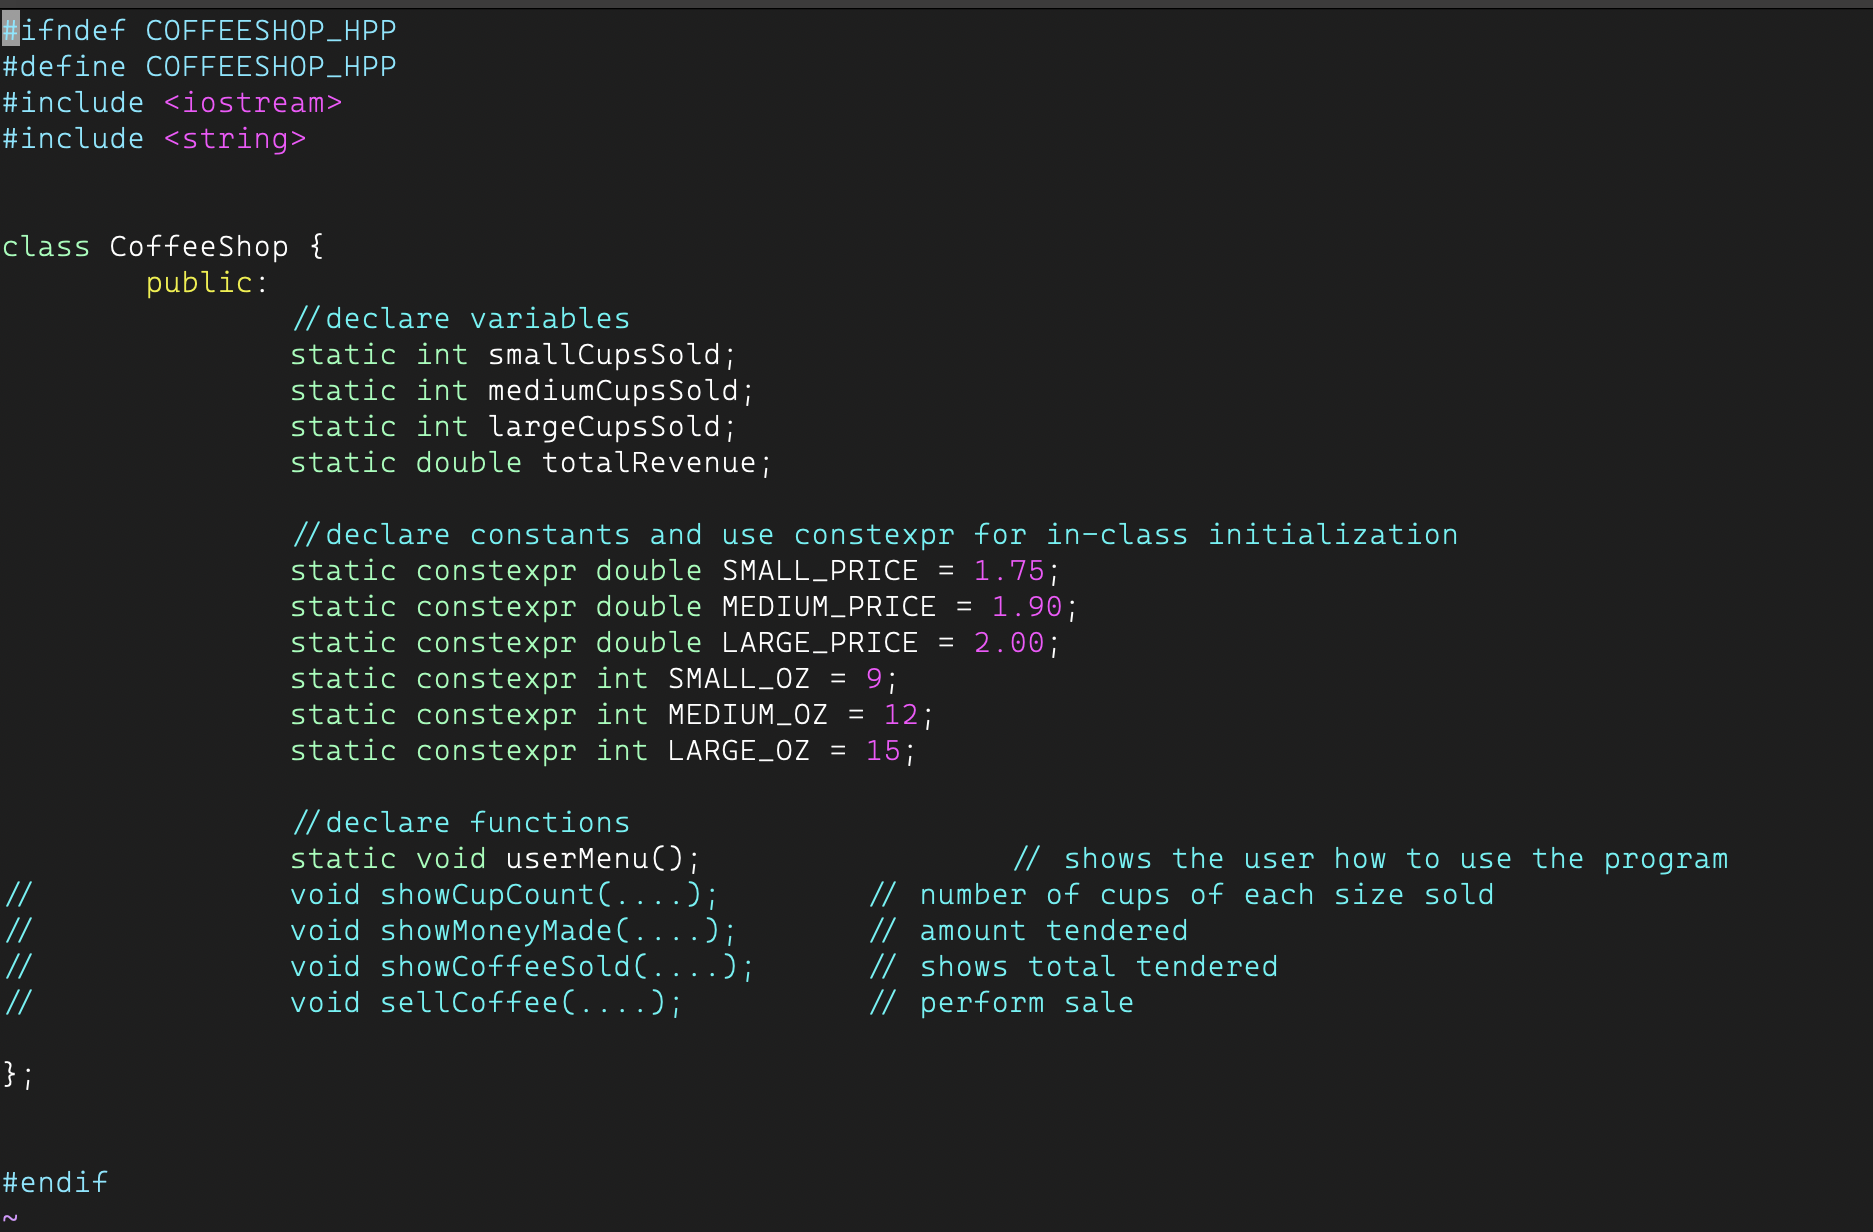 #ifndef COFFEESHOP_HPP
#define COFFEESHOP_HPP
#include <iostream>
#include <string>
class CoffeeShop {
        public:
                //declare variables
                static int smallCupsSold;
                static int mediumCupsSold;
                static int largeCupsSold;
                static double totalRevenue;
                //declare constants and use constexpr for in-class initialization
                static constexpr double SMALL_PRICE = 1.75;
                static constexpr double MEDIUM_PRICE = 1.90;
                static constexpr double LARGE_PRICE = 2.00;
                static constexpr int SMALL_OZ = 9;
                static constexpr int MEDIUM_OZ = 12;
                static constexpr int LARGE_OZ = 15;
                //declare functions
                static void userMenu();                 // shows the user how to use the program
//              void showCupCount(....);        // number of cups of each size sold
//              void showMoneyMade(....);       // amount tendered
//              void showCoffeeSold(....);      // shows total tendered
//              void sellCoffee(....);          // perform sale
};
#endif
~